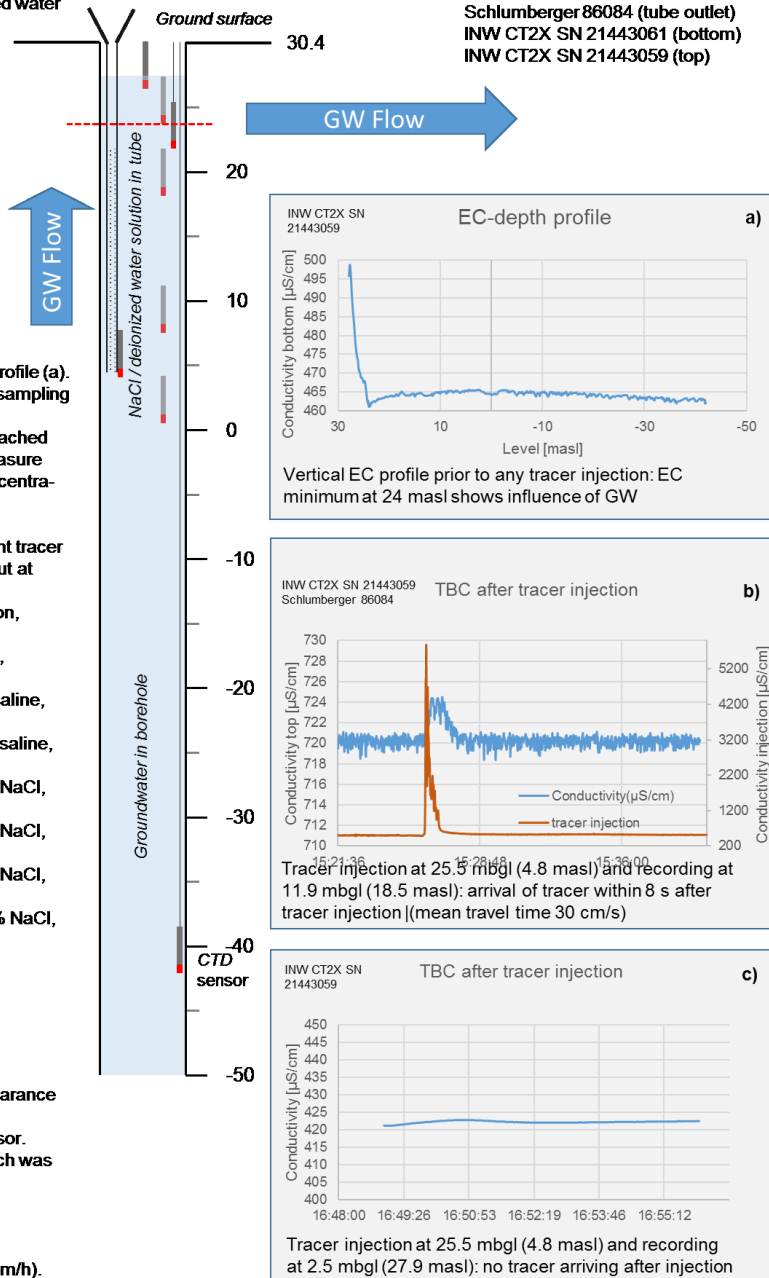 ed water
Ground surface
30.4
Schlumberger 86084 (tube outlet)
INW CT2X SN 21443061 (bottom)
INW CT2X SN 21443059 (top)
GW Flow
GW Flow
NaCl / deionized water solution in tube
Groundwater in borehole
20
10
0
-10
-20
-30
-40
-50
CTD
sensor
rofile (a).
sampling
ached
asure
centra-
nt tracer
ut at
on,
,
aline,
saline,
NaCl,
NaCl,
NaCl,
% NaCl,
arance
sor.
ch was
m/h).
INW CT2X SN
21443059
EC-depth profile
a)
Conductivity bottom [µS/cm]
500
495
490
485
480
475
470
465
460
30 10 -10 -30 -50
Level [masl]
Vertical EC profile prior to any tracer injection: EC
minimum at 24 masl shows influence of GW
INW CT2X SN 21443059
Schlumberger 86084
TBC after tracer injection
b)
Conductivity top [µS/cm]
730
728
726
724
722
720
718
716
714
712
710
Conductivity injection [µS/cm]
5200
4200
3200
2200
1200
200
Conductivity(µS/cm)
tracer injection
15:21:36 15:28:48 15:36:00
Tracer injection at 25.5 mbgl (4.8 masl) and recording at
11.9 mbgl (18.5 masl): arrival of tracer within 8 s after
tracer injection |(mean travel time 30 cm/s)
INW CT2X SN
21443059
TBC after tracer injection
c)
Conductivity [µS/cm]
450
445
440
435
430
425
420
415
410
405
400
16:48:00 16:49:26 16:50:53 16:52:19 16:53:46 16:55:12
Tracer injection at 25.5 mbgl (4.8 masl) and recording
at 2.5 mbgl (27.9 masl): no tracer arriving after injection